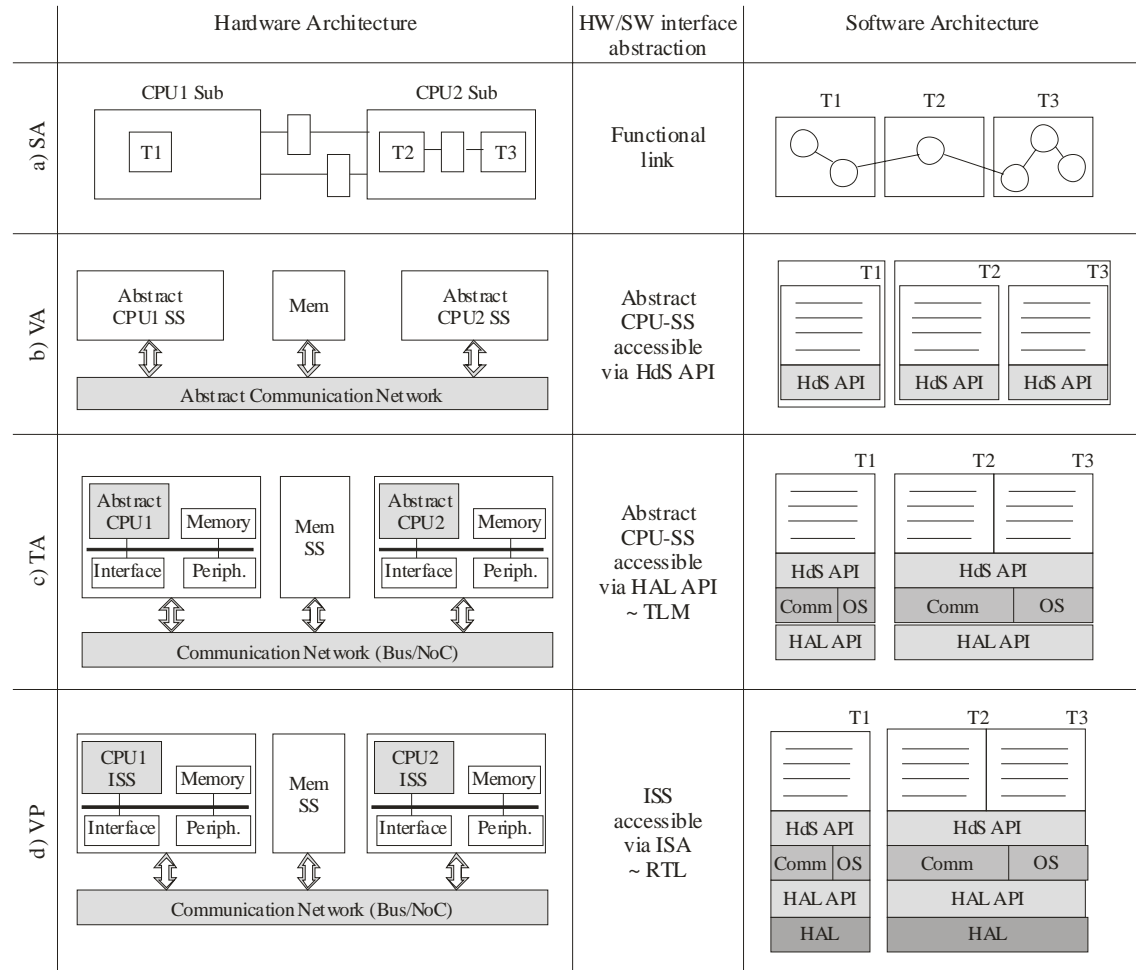 Hardware Architecture
HW/SW interface
abstraction
Software Architecture
a) SA
CPU1 Sub
CPU2 Sub
T1
T2
T3
Functional
link
T1
T2
T3
b) VA
Abstract
CPU1 SS
Mem
Abstract
CPU2 SS
Abstract Communication Network
Abstract
CPU-SS
accessible
via HdS API
T1
T2
T3
HdS API
HdS API
HdS API
c) TA
Abstract
CPU1
Memory
Interface
Periph.
Mem
SS
Abstract
CPU2
Memory
Interface
Periph.
Communication Network (Bus/NoC)
Abstract
CPU-SS
accessible
via HAL API
~ TLM
T1
T2
T3
HdS API
HdS API
Comm
OS
Comm
OS
HAL API
HAL API
d) VP
CPU1
ISS
Memory
Interface
Periph.
Mem
SS
CPU2
ISS
Memory
Interface
Periph.
Communication Network (Bus/NoC)
ISS
accessible
via ISA
~ RTL
T1
T2
T3
HdS API
HdS API
Comm
OS
Comm
OS
HAL API
HAL API
HAL
HAL